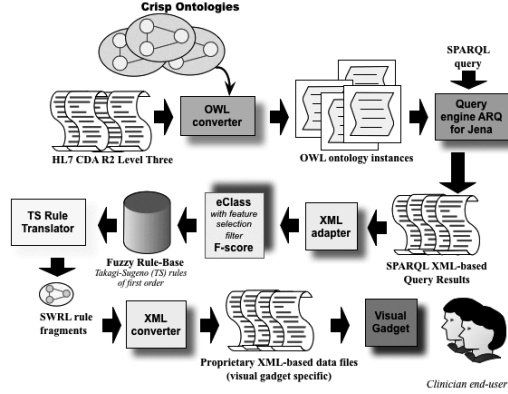 Crisp Ontologies
SPARQL
query
OWL
converter
Query
engine ARQ
for Jena
HL7 CDA R2 Level Three
OWL ontology instances
TS Rule
Translator
eClass
with feature
selection
filter
F-score
XML
adapter
Fuzzy Rule-Base
Takagi-Sugeno (TS) rules
of first order
SPARQL XML-based
Query Results
SWRL rule
fragments
XML
converter
Visual
Gadget
Proprietary XML-based data files
(visual gadget specific)
Clinician end-user